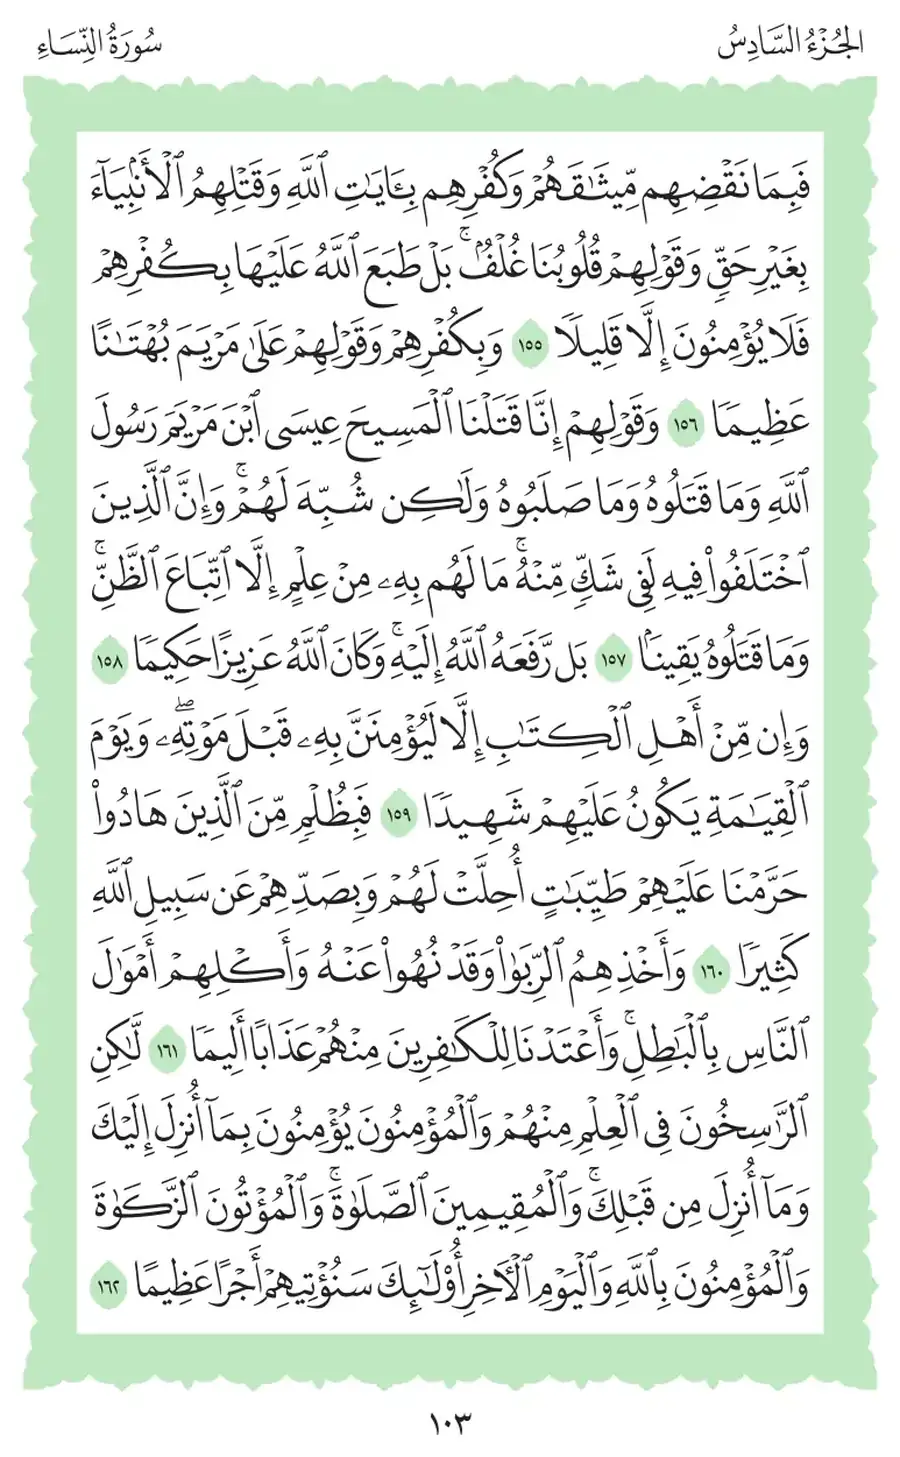 الجُزْءُ السَّادِسُ
سُورَةُ النِّسَاءِ
فَبِمَا نَقْضِهِم مِّيثَٰقَهُمْ وَكُفْرِهِم بِـَٔايَٰتِ ٱللَّهِ وَقَتْلِهِمُ ٱلْأَنۢبِيَآءَ
بِغَيْرِ حَقٍّ وَقَوْلِهِمْ قُلُوبُنَا غُلْفٌۢ ۚ بَلْ طَبَعَ ٱللَّهُ عَلَيْهَا بِكُفْرِهِمْ
فَلَا يُؤْمِنُونَ إِلَّا قَلِيلًا ١٥٥ وَبِكُفْرِهِمْ وَقَوْلِهِمْ عَلَىٰ مَرْيَمَ بُهْتَٰنًا
عَظِيمًا ١٥٦ وَقَوْلِهِمْ إِنَّا قَتَلْنَا ٱلْمَسِيحَ عِيسَى ٱبْنَ مَرْيَمَ رَسُولَ
ٱللَّهِ وَمَا قَتَلُوهُ وَمَا صَلَبُوهُ وَلَٰكِن شُبِّهَ لَهُمْ ۚ وَإِنَّ ٱلَّذِينَ
ٱخْتَلَفُوا۟ فِيهِ لَفِى شَكٍّ مِّنْهُ ۚ مَا لَهُم بِهِۦ مِنْ عِلْمٍ إِلَّا ٱتِّبَاعَ ٱلظَّنِّ ۚ
وَمَا قَتَلُوهُ يَقِينًۢا ١٥٧ بَل رَّفَعَهُ ٱللَّهُ إِلَيْهِ ۚ وَكَانَ ٱللَّهُ عَزِيزًا حَكِيمًا ١٥٨
وَإِن مِّنْ أَهْلِ ٱلْكِتَٰبِ إِلَّا لَيُؤْمِنَنَّ بِهِۦ قَبْلَ مَوْتِهِۦ ۖ وَيَوْمَ
ٱلْقِيَٰمَةِ يَكُونُ عَلَيْهِمْ شَهِيدًا ١٥٩ فَبِظُلْمٍ مِّنَ ٱلَّذِينَ هَادُوا۟
حَرَّمْنَا عَلَيْهِمْ طَيِّبَٰتٍ أُحِلَّتْ لَهُمْ وَبِصَدِّهِمْ عَن سَبِيلِ ٱللَّهِ
كَثِيرًا ١٦٠ وَأَخْذِهِمُ ٱلرِّبَوٰا۟ وَقَدْ نُهُوا۟ عَنْهُ وَأَكْلِهِمْ أَمْوَٰلَ
ٱلنَّاسِ بِٱلْبَٰطِلِ ۚ وَأَعْتَدْنَا لِلْكَٰفِرِينَ مِنْهُمْ عَذَابًا أَلِيمًا ١٦١ لَّٰكِنِ
ٱلرَّٰسِخُونَ فِى ٱلْعِلْمِ مِنْهُمْ وَٱلْمُؤْمِنُونَ يُؤْمِنُونَ بِمَآ أُنزِلَ إِلَيْكَ
وَمَآ أُنزِلَ مِن قَبْلِكَ ۚ وَٱلْمُقِيمِينَ ٱلصَّلَوٰةَ ۚ وَٱلْمُؤْتُونَ ٱلزَّكَوٰةَ
وَٱلْمُؤْمِنُونَ بِٱللَّهِ وَٱلْيَوْمِ ٱلْـَٔاخِرِ أُو۟لَٰٓئِكَ سَنُؤْتِيهِمْ أَجْرًا عَظِيمًا ١٦٢
١٠٣